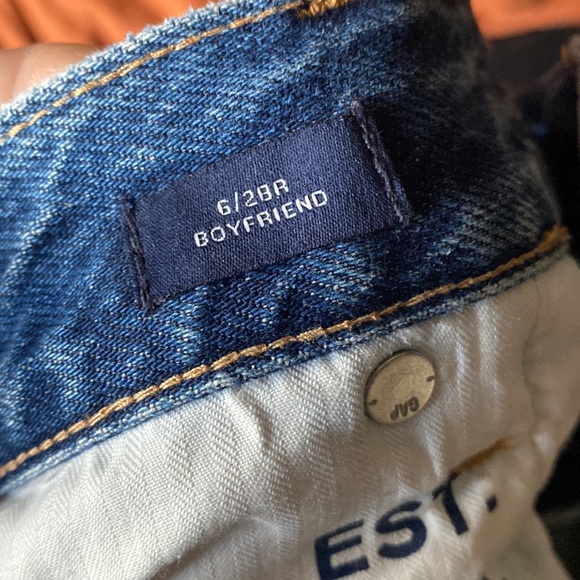 6/28R
BOYFRIEND
GAP
EST.